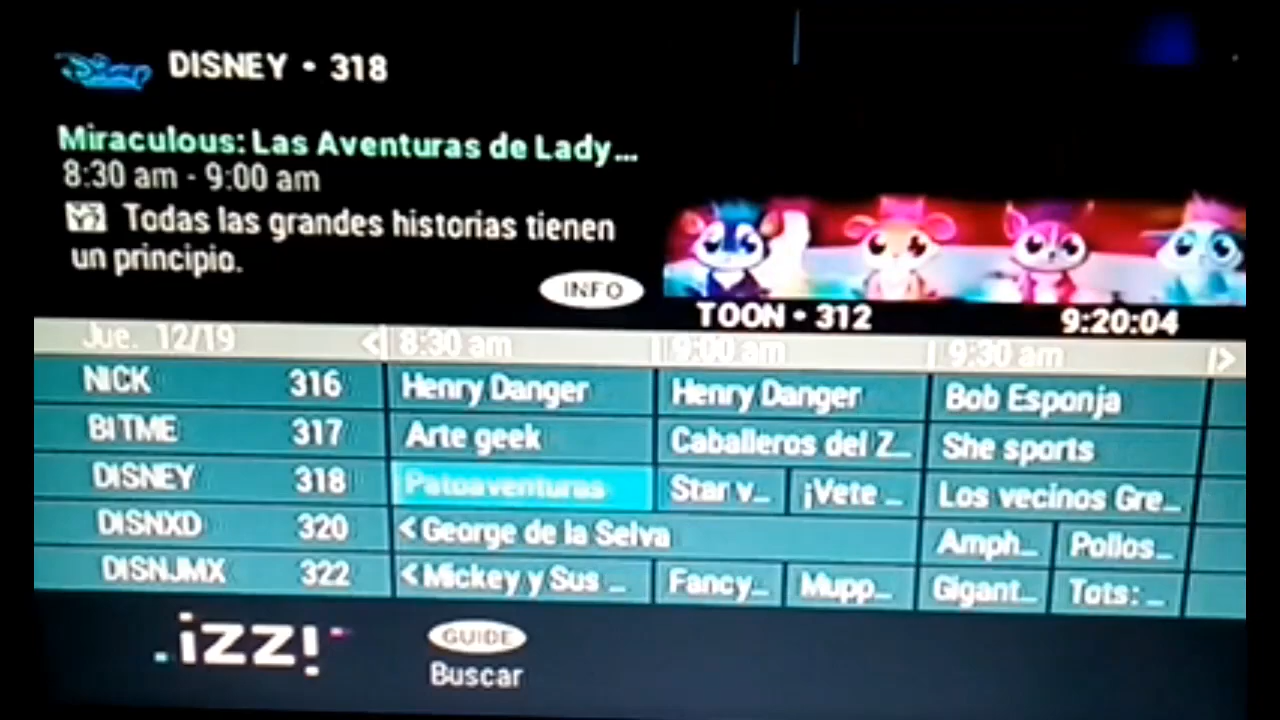 Disney DISNEY • 318
Miraculous: Las Aventuras de Lady...
8:30 am - 9:00 am
Y7 Todas las grandes historias tienen
un principio.
INFO
TOON • 312 9:20:04
Jue. 12/19 < 8:30 am 9:00 am 9:30 am >
NICK 316 Henry Danger Henry Danger Bob Esponja
BITME 317 Arte geek Caballeros del Z... She sports
DISNEY 318 Patoaventuras Star v... ¡Vete ... Los vecinos Gre...
DISNXD 320 < George de la Selva Amph... Pollos...
DISNJMX 322 < Mickey y Sus ... Fancy... Mupp... Gigant... Tots: ...
izz!
GUIDE
Buscar